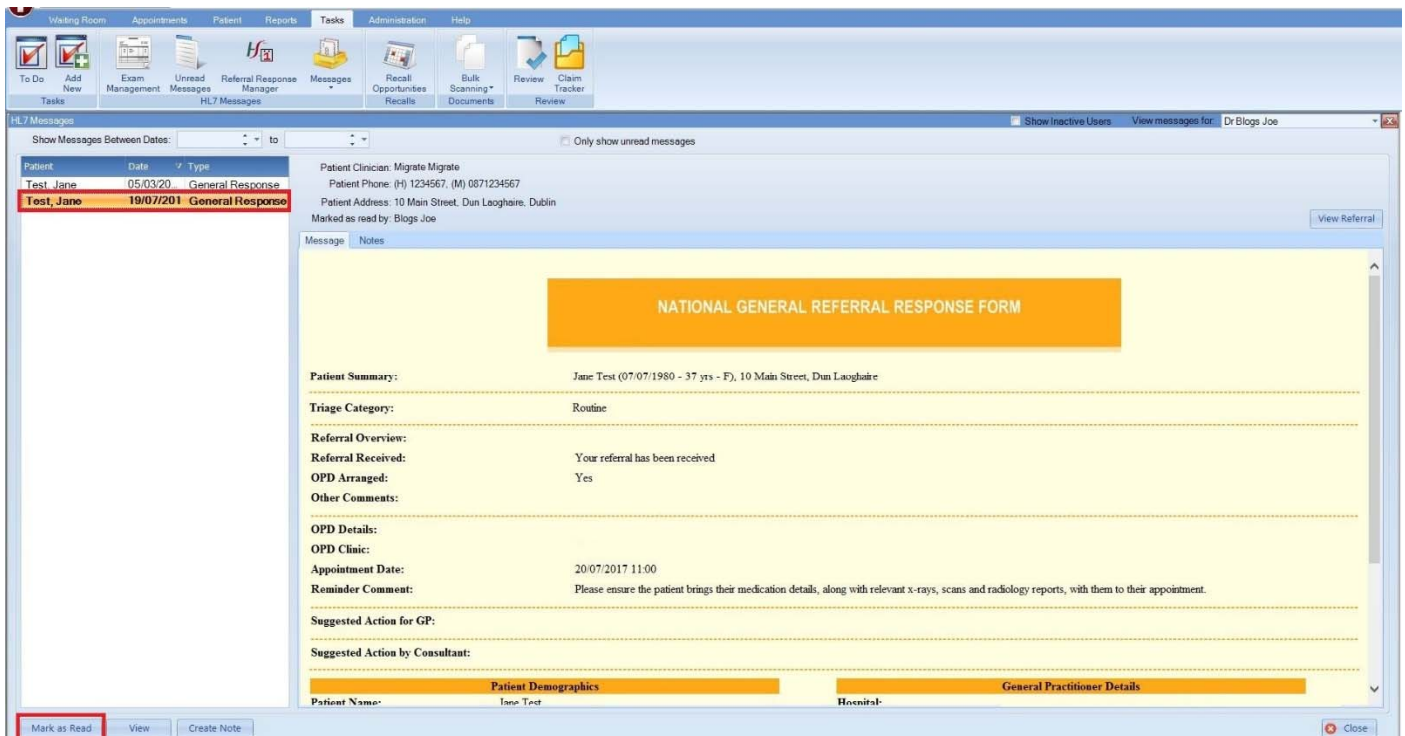 Waiting Room Appointments Patient Reports Tasks Administration Help
To Do Add New Exam Management Unread Messages Referral Response Manager Messages Recall Opportunities Bulk Scanning Review Claim Tracker
Tasks HL7 Messages Recalls Documents Review
HL7 Messages Show Inactive Users View messages for: Dr Blogs Joe
Show Messages Between Dates: to Only show unread messages
Patient Date Type
Test, Jane 05/03/20... General Response
Test, Jane 19/07/201 General Response
Patient Clinician: Migrate Migrate
Patient Phone: (H) 1234567, (M) 0871234567
Patient Address: 10 Main Street, Dun Laoghaire, Dublin
Marked as read by: Blogs Joe
View Referral
Message Notes
NATIONAL GENERAL REFERRAL RESPONSE FORM
Patient Summary: Jane Test (07/07/1980 - 37 yrs - F), 10 Main Street, Dun Laoghaire
Triage Category: Routine
Referral Overview:
Referral Received: Your referral has been received
OPD Arranged: Yes
Other Comments:
OPD Details:
OPD Clinic:
Appointment Date: 20/07/2017 11:00
Reminder Comment: Please ensure the patient brings their medication details, along with relevant x-rays, scans and radiology reports, with them to their appointment.
Suggested Action for GP:
Suggested Action by Consultant:
Patient Demographics General Practitioner Details
Patient Name: Jane Test Hospital:
Mark as Read View Create Note Close